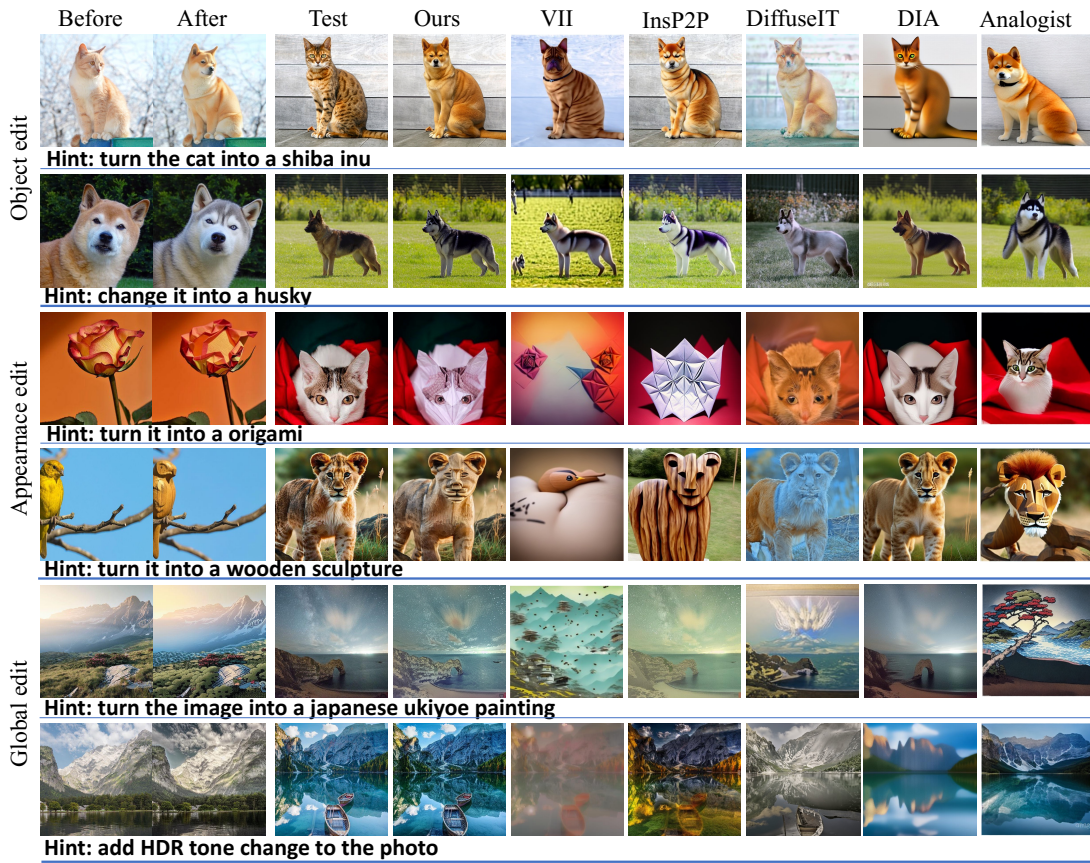 Before After Test Ours VII InsP2P DiffuseIT DIA Analogist
Object edit
Hint: turn the cat into a shiba inu
Hint: change it into a husky
Appearnace edit
Hint: turn it into a origami
Hint: turn it into a wooden sculpture
Global edit
Hint: turn the image into a japanese ukiyoe painting
Hint: add HDR tone change to the photo